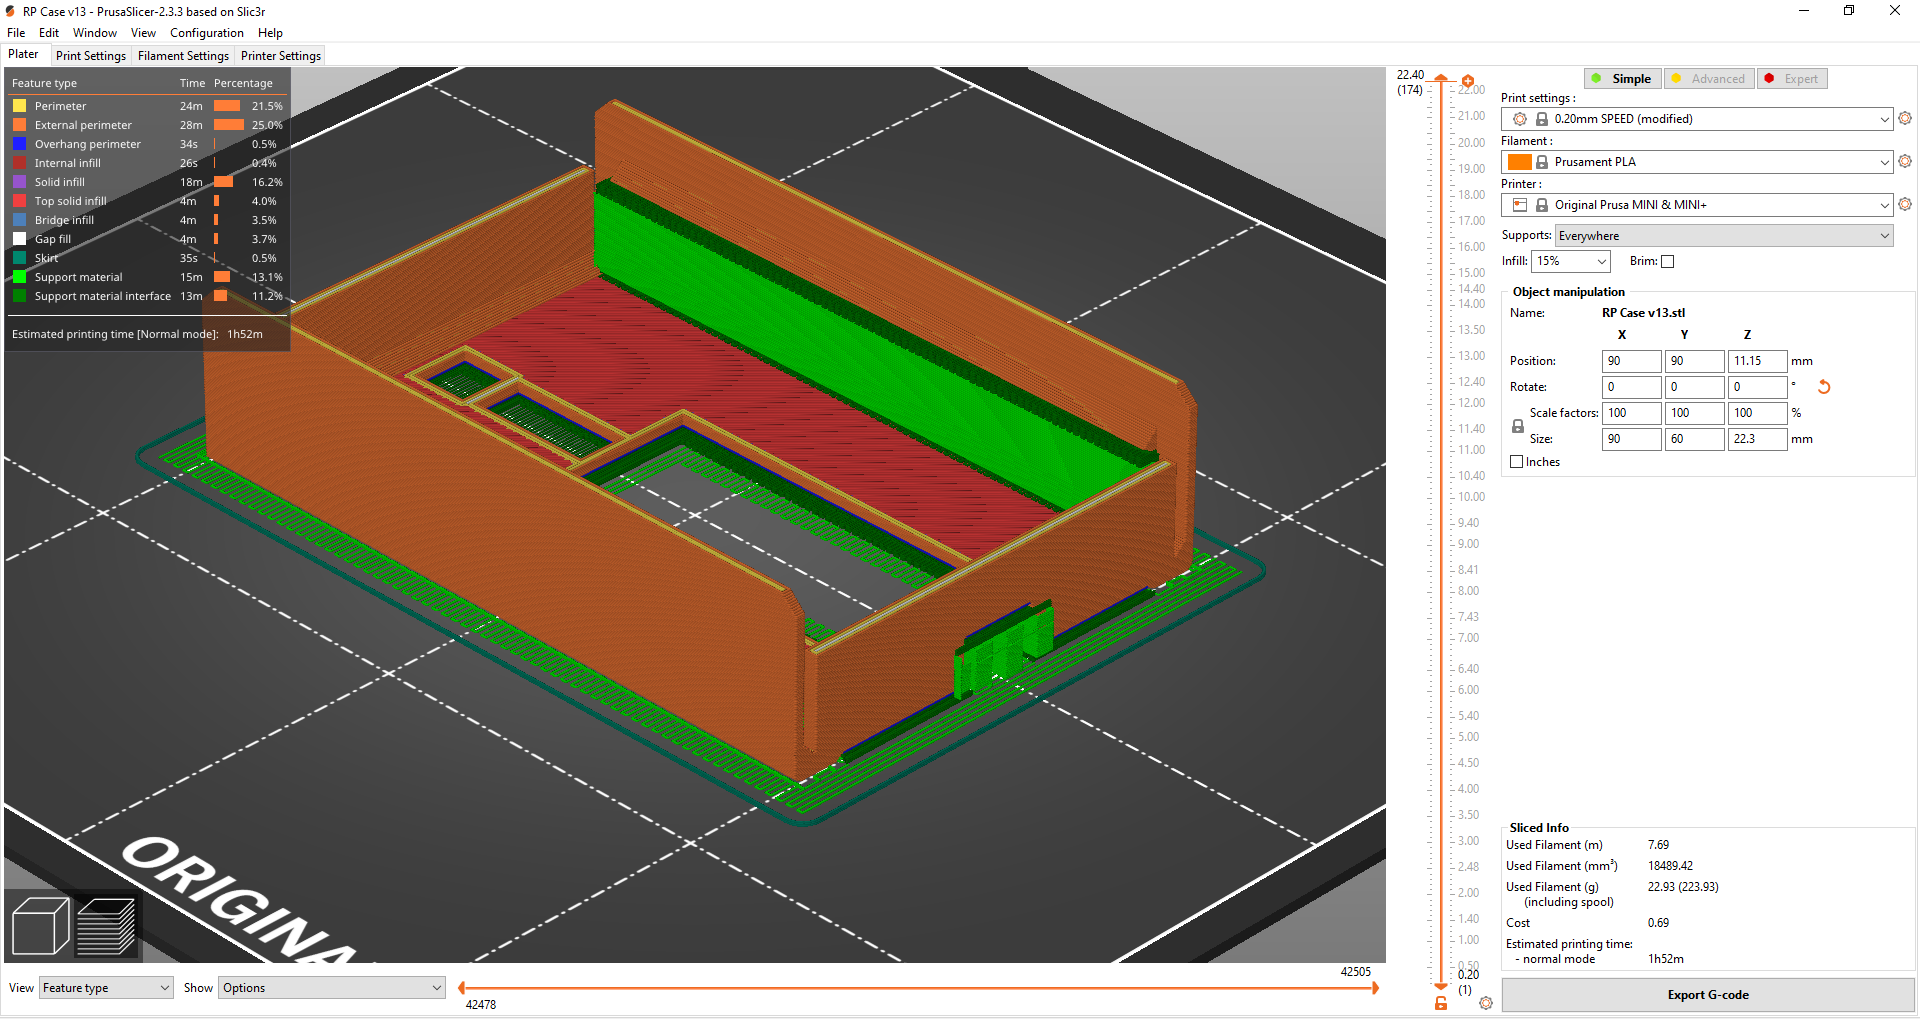 RP Case v13 - PrusaSlicer-2.3.3 based on Slic3r
File Edit Window View Configuration Help
Plater Print Settings Filament Settings Printer Settings
Feature type Time Percentage
Perimeter 24m 21.5%
External perimeter 28m 25.0%
Overhang perimeter 34s 0.5%
Internal infill 26s 0.4%
Solid infill 18m 16.2%
Top solid infill 4m 4.0%
Bridge infill 4m 3.5%
Gap fill 4m 3.7%
Skirt 35s 0.5%
Support material 15m 13.1%
Support material interface 13m 11.2%
Estimated printing time [Normal mode]: 1h52m
ORIGINA
View Feature type Show Options
42505
42478
22.40
(174)
22.00
21.00
20.00
19.00
18.00
17.00
16.00
15.00
14.40
14.00
13.50
13.00
12.40
12.00
11.40
11.00
10.40
10.00
9.40
9.00
8.41
8.00
7.43
7.00
6.40
6.00
5.40
5.00
4.50
4.00
3.50
3.00
2.48
2.00
1.40
1.00
0.50
0.20
(1)
Simple Advanced Expert
Print settings :
0.20mm SPEED (modified)
Filament :
Prusament PLA
Printer :
Original Prusa MINI & MINI+
Supports: Everywhere
Infill: 15% Brim:
Object manipulation
Name: RP Case v13.stl
X Y Z
Position: 90 90 11.15 mm
Rotate: 0 0 0 °
Scale factors: 100 100 100 %
Size: 90 60 22.3 mm
Inches
Sliced Info
Used Filament (m) 7.69
Used Filament (mm³) 18489.42
Used Filament (g) 22.93 (223.93)
(including spool)
Cost 0.69
Estimated printing time:
- normal mode 1h52m
Export G-code